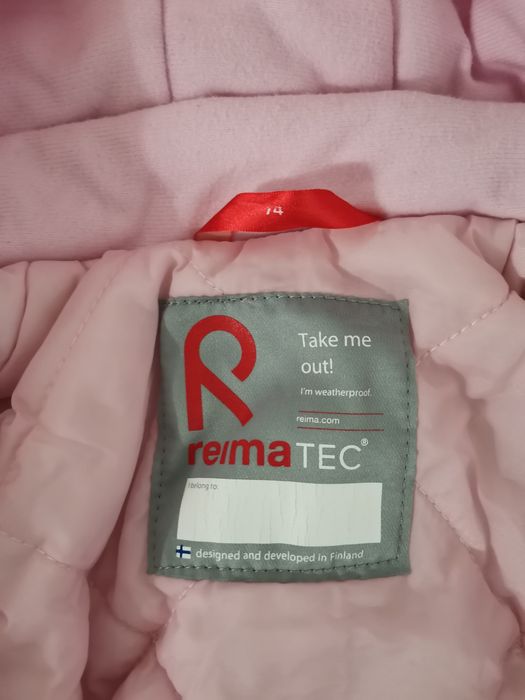 74
Take me
out!
I'm weatherproof.
reima.com
reimaTEC®
I belong to:
designed and developed in Finland